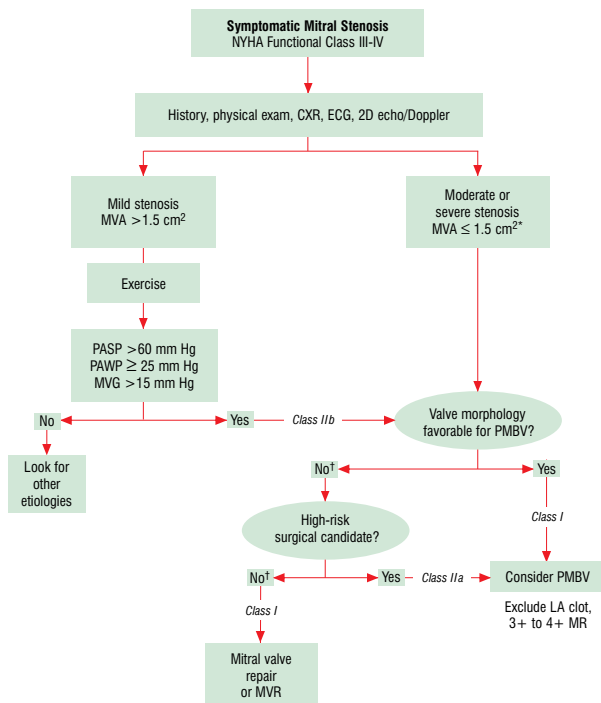 Symptomatic Mitral Stenosis
NYHA Functional Class III-IV
History, physical exam, CXR, ECG, 2D echo/Doppler
Mild stenosis
MVA >1.5 cm²
Moderate or
severe stenosis
MVA ≤ 1.5 cm²*
Exercise
PASP >60 mm Hg
PAWP ≥ 25 mm Hg
MVG >15 mm Hg
No
Yes
Class IIb
Valve morphology
favorable for PMBV?
Look for
other
etiologies
No†
Yes
Class I
High-risk
surgical candidate?
No†
Yes
Class IIa
Consider PMBV
Exclude LA clot,
3+ to 4+ MR
Class I
Mitral valve
repair
or MVR